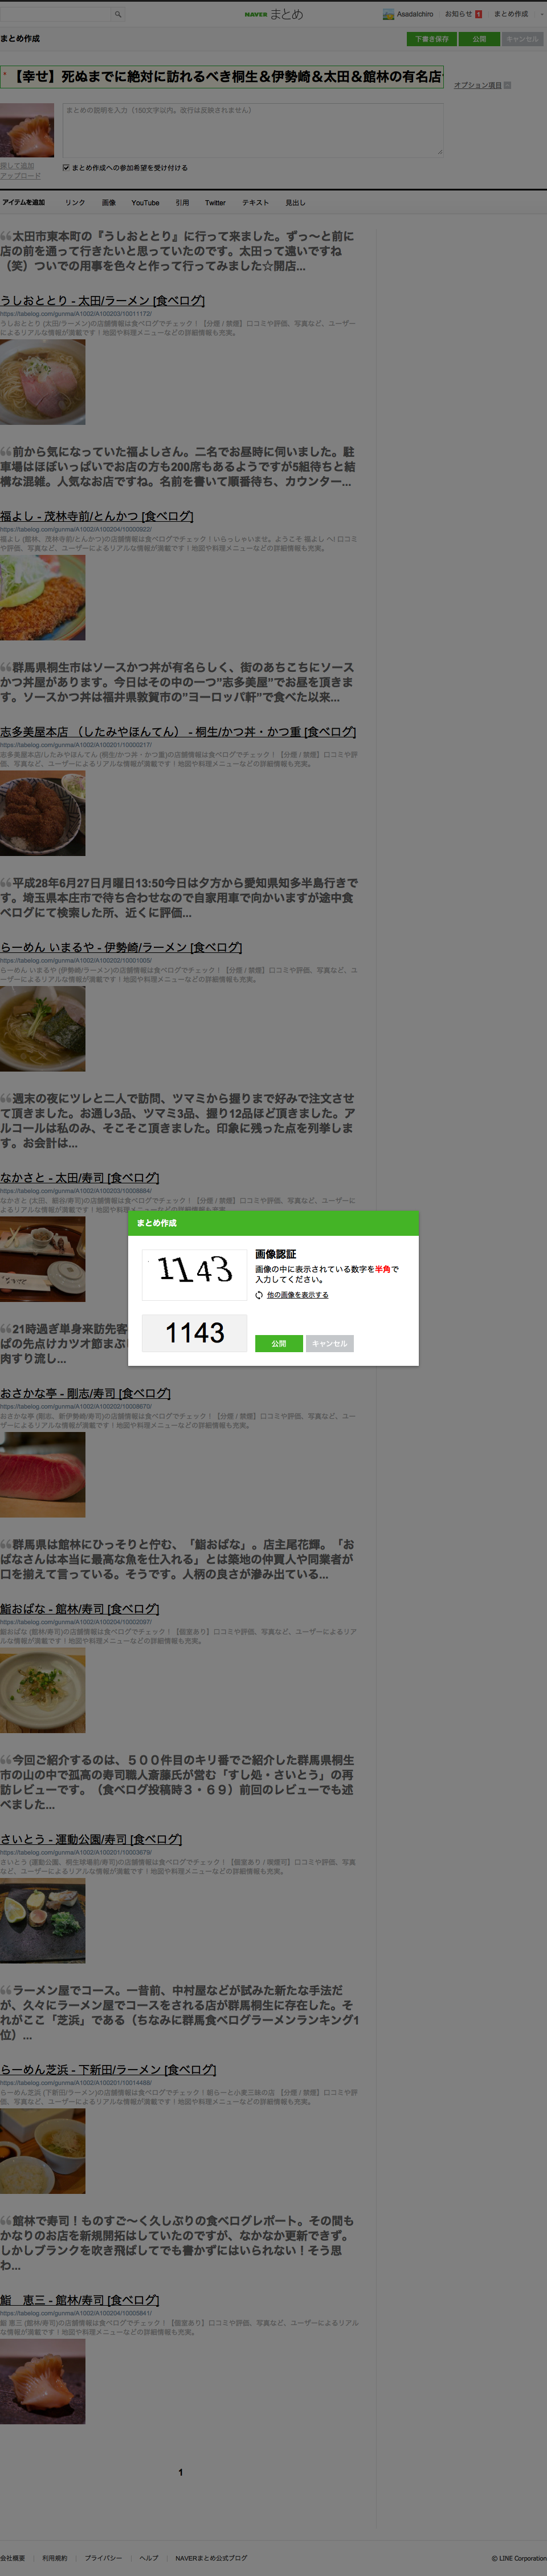 NAVER まとめ
AsadaIchiro お知らせ まとめ作成
まとめ作成
下書き保存 公開 キャンセル
【幸せ】死ぬまでに絶対に訪れるべき桐生&伊勢崎&太田&館林の有名店
オプション項目
まとめの説明を入力(150文字以内。改行は反映されません)
探して追加
アップロード
まとめ作成への参加希望を受け付ける
アイテムを追加 リンク 画像 YouTube 引用 Twitter テキスト 見出し
太田市東本町の『うしおととり』に行って来ました。ずっ〜と前に
店の前を通って行きたいと思っていたのです。太田って遠いですね
(笑)ついでの用事を色々と作って行ってみました☆開店...
うしおととり - 太田/ラーメン [食べログ]
https://tabelog.com/gunma/A1002/A100203/10011172/
うしおととり (太田/ラーメン)の店舗情報は食べログでチェック! 【分煙 / 禁煙】口コミや評価、写真など、ユーザー
によるリアルな情報が満載です!地図や料理メニューなどの詳細情報も充実。
前から気になっていた福よしさん。二名でお昼時に伺いました。駐
車場はほぼいっぱいでお店の方も200席もあるようですが5組待ちと結
構な混雑。人気なお店ですね。名前を書いて順番待ち、カウンター...
福よし - 茂林寺前/とんかつ [食べログ]
https://tabelog.com/gunma/A1002/A100204/10000922/
福よし (館林、茂林寺前/とんかつ)の店舗情報は食べログでチェック!いらっしゃいませ。ようこそ 福よし へ! 口コミ
や評価、写真など、ユーザーによるリアルな情報が満載です!地図や料理メニューなどの詳細情報も充実。
群馬県桐生市はソースかつ丼が有名らしく、街のあちこちにソース
かつ丼屋があります。今日はその中の一つ”志多美屋”でお昼を頂きま
す。ソースかつ丼は福井県敦賀市の”ヨーロッパ軒”で食べた以来...
志多美屋本店 (したみやほんてん) - 桐生/かつ丼・かつ重 [食べログ]
https://tabelog.com/gunma/A1002/A100201/10000217/
志多美屋本店/したみやほんてん (桐生/かつ丼・かつ重)の店舗情報は食べログでチェック! 【分煙 / 禁煙】口コミや評
価、写真など、ユーザーによるリアルな情報が満載です!地図や料理メニューなどの詳細情報も充実。
平成28年6月27日月曜日13:50今日は夕方から愛知県知多半島行きで
す。埼玉県本庄市で待ち合わせなので自家用車で向かいますが途中食
べログにて検索した所、近くに評価...
らーめん いまるや - 伊勢崎/ラーメン [食べログ]
https://tabelog.com/gunma/A1002/A100202/10001005/
らーめん いまるや (伊勢崎/ラーメン)の店舗情報は食べログでチェック! 【分煙 / 禁煙】口コミや評価、写真など、ユ
ーザーによるリアルな情報が満載です!地図や料理メニューなどの詳細情報も充実。
週末の夜にツレと二人で訪問、ツマミから握りまで好みで注文させ
て頂きました。お通し3品、ツマミ3品、握り12品ほど頂きました。ア
ルコールは私のみ、そこそこ頂きました。印象に残った点を列挙しま
す。お会計は...
なかさと - 太田/寿司 [食べログ]
https://tabelog.com/gunma/A1002/A100203/10008884/
なかさと (太田、細谷/寿司)の店舗情報は食べログでチェック! 【分煙 / 禁煙】口コミや評価、写真など、ユーザーに
まとめ作成
1143
画像認証
画像の中に表示されている数字を半角で
入力してください。
他の画像を表示する
1143
公開 キャンセル
21時過ぎ単身来訪先客
ばの先点けカツオ節まぶ
肉すり流し...
おさかな亭 - 剛志/寿司 [食べログ]
https://tabelog.com/gunma/A1002/A100202/10008670/
おさかな亭 (剛志、新伊勢崎/寿司)の店舗情報は食べログでチェック! 【分煙 / 禁煙】口コミや評価、写真など、ユー
ザーによるリアルな情報が満載です!地図や料理メニューなどの詳細情報も充実。
群馬県は館林にひっそりと佇む、「鮨おばな」。店主尾花輝。「お
ばなさんは本当に最高な魚を仕入れる」とは築地の仲買人や同業者が
口を揃えて言っている。そうです。人柄の良さが滲み出ている...
鮨おばな - 館林/寿司 [食べログ]
https://tabelog.com/gunma/A1002/A100204/10002097/
鮨おばな (館林/寿司)の店舗情報は食べログでチェック! 【個室あり】口コミや評価、写真など、ユーザーによるリア
ルな情報が満載です!地図や料理メニューなどの詳細情報も充実。
今回ご紹介するのは、500件目のキリ番でご紹介した群馬県桐生
市の山の中で孤高の寿司職人斎藤氏が営む「すし処・さいとう」の再
訪レビューです。(食べログ投稿時3・69)前回のレビューでも述
べました...
さいとう - 運動公園/寿司 [食べログ]
https://tabelog.com/gunma/A1002/A100201/10003679/
さいとう (運動公園、桐生球場前/寿司)の店舗情報は食べログでチェック! 【個室あり / 喫煙可】口コミや評価、写真
など、ユーザーによるリアルな情報が満載です!地図や料理メニューなどの詳細情報も充実。
ラーメン屋でコース。一昔前、中村屋などが試みた新たな手法だ
が、久々にラーメン屋でコースをされる店が群馬桐生に存在した。そ
れがここ「芝浜」である(ちなみに群馬食べログラーメンランキング1
位)...
らーめん芝浜 - 下新田/ラーメン [食べログ]
https://tabelog.com/gunma/A1002/A100201/10014489/
らーめん芝浜 (下新田/ラーメン)の店舗情報は食べログでチェック!銀らーと小麦三昧の店 【分煙 / 禁煙】口コミや評
価、写真など、ユーザーによるリアルな情報が満載です!地図や料理メニューなどの詳細情報も充実。
館林で寿司!ものすご〜く久しぶりの食べログレポート。その間も
かなりのお店を新規開拓はしていたのですが、なかなか更新できず。
しかしブランクを吹き飛ばしてでも書かずにはいられない!そう思
わ...
鮨 恵三 - 館林/寿司 [食べログ]
https://tabelog.com/gunma/A1002/A100204/10005841/
鮨 恵三 (館林/寿司)の店舗情報は食べログでチェック! 【個室あり】口コミや評価、写真など、ユーザーによるリアル
な情報が満載です!地図や料理メニューなどの詳細情報も充実。
1
会社概要 利用規約 プライバシー ヘルプ NAVERまとめ公式ブログ
© LINE Corporation